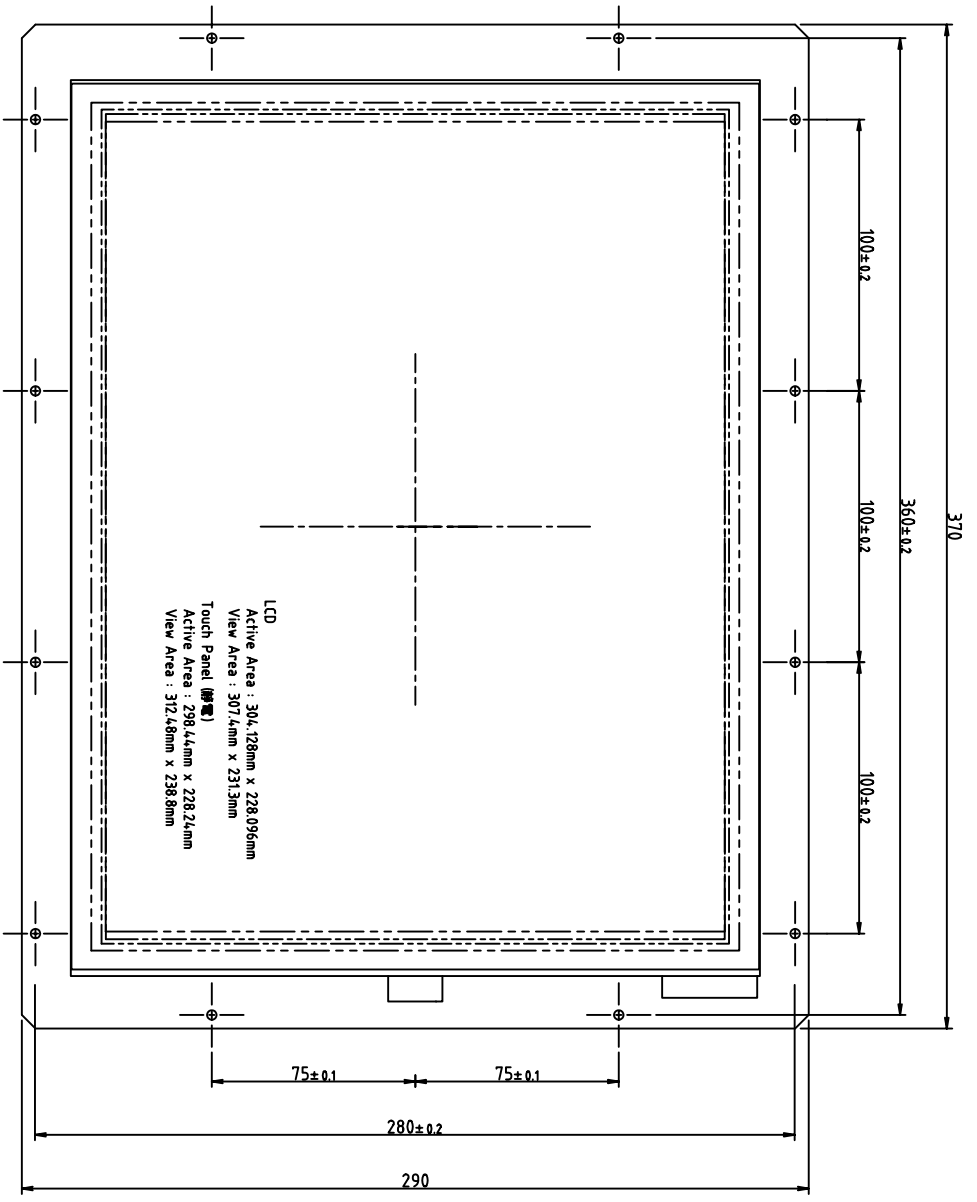 370
360±0.2
100±0.2
100±0.2
100±0.2
LCD
Active Area : 304.128mm x 228.096mm
View Area : 307.4mm x 231.3mm
Touch Panel (靜電)
Active Area : 298.44mm x 228.24mm
View Area : 312.48mm x 238.8mm
75±0.1
75±0.1
280±0.2
290